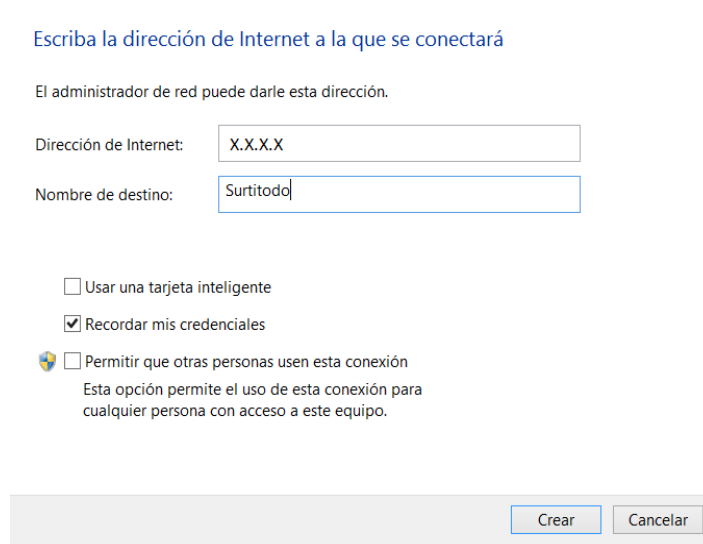 Escriba la dirección de Internet a la que se conectará
El administrador de red puede darle esta dirección.
Dirección de Internet: X.X.X.X
Nombre de destino: Surtitodo
Usar una tarjeta inteligente
Recordar mis credenciales
Permitir que otras personas usen esta conexión
Esta opción permite el uso de esta conexión para
cualquier persona con acceso a este equipo.
Crear Cancelar